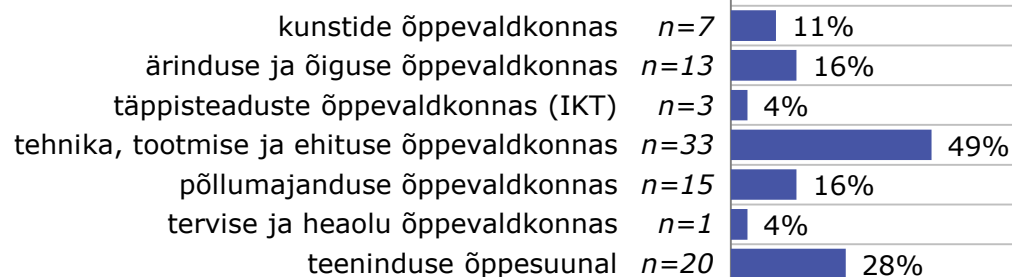 kunstide õppevaldkonnas n=7 11%
ärinduse ja õiguse õppevaldkonnas n=13 16%
täppisteaduste õppevaldkonnas (IKT) n=3 4%
tehnika, tootmise ja ehituse õppevaldkonnas n=33 49%
põllumajanduse õppevaldkonnas n=15 16%
tervise ja heaolu õppevaldkonnas n=1 4%
teeninduse õppesuunal n=20 28%